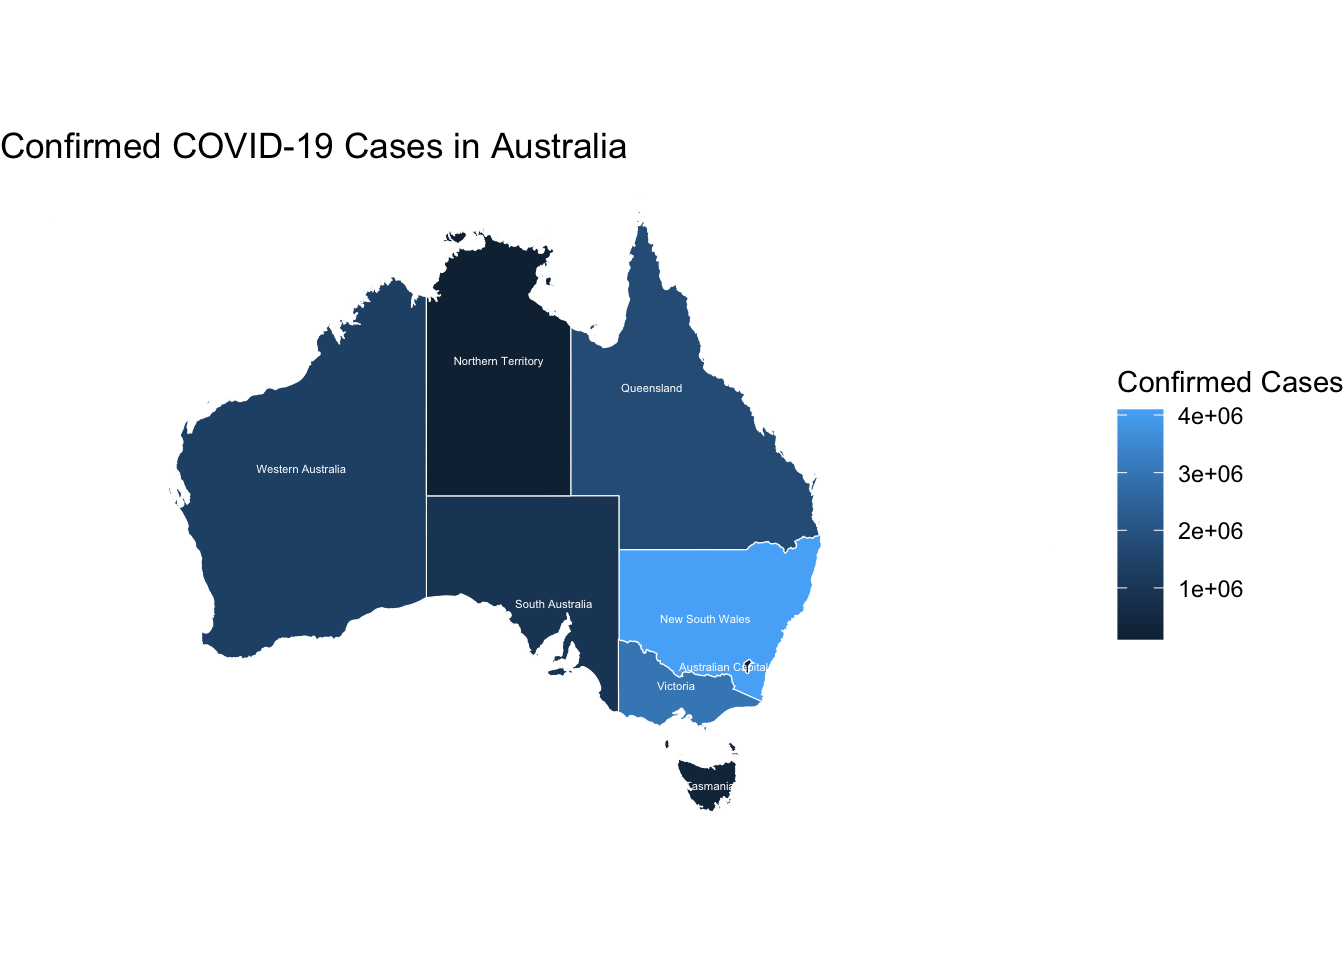 Confirmed COVID-19 Cases in Australia
Northern Territory
Queensland
Western Australia
South Australia
New South Wales
Australian Capital
Victoria
Tasmania
Confirmed Cases
4e+06
3e+06
2e+06
1e+06